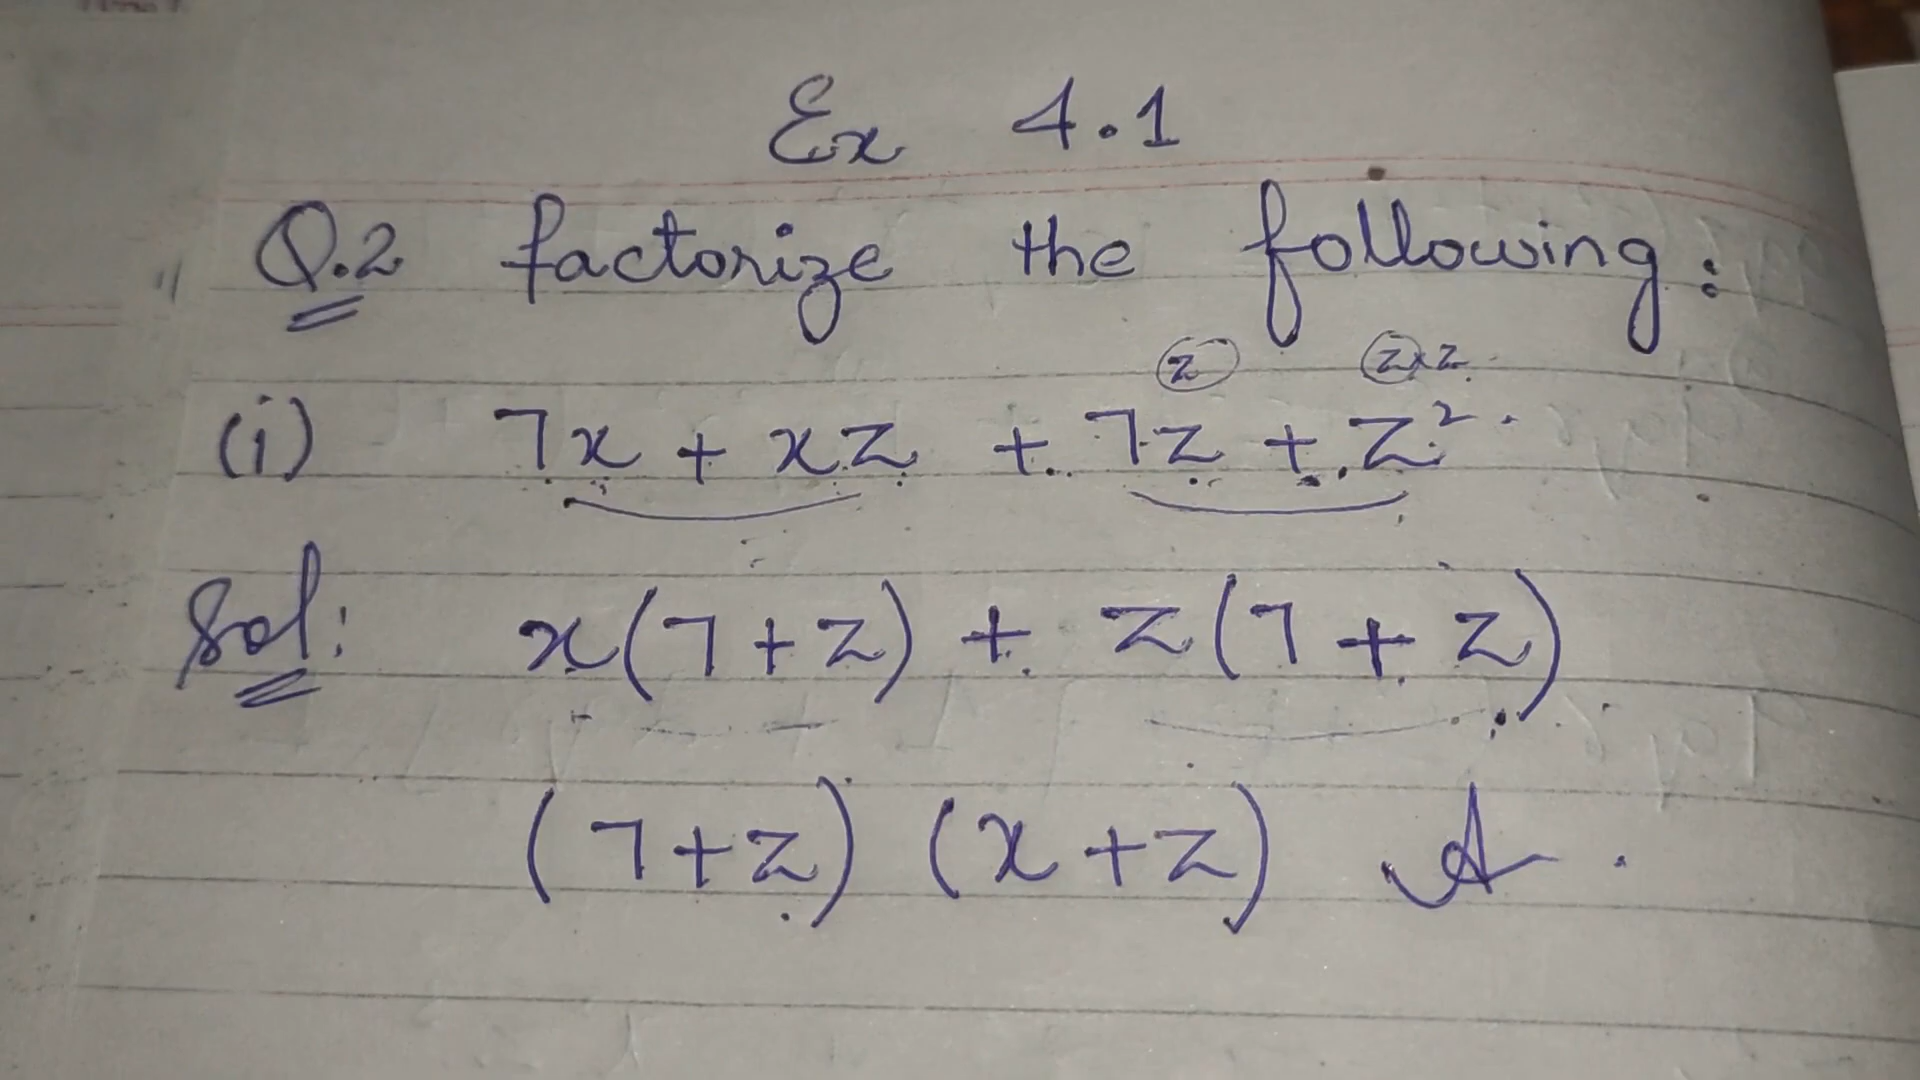 Ex 4.1
Q.2 factorize the following:
z z×z
(i) 7x + xz + 7z + z².
Sol: x(7+z) + z(7+z)
(7+z) (x+z) A.